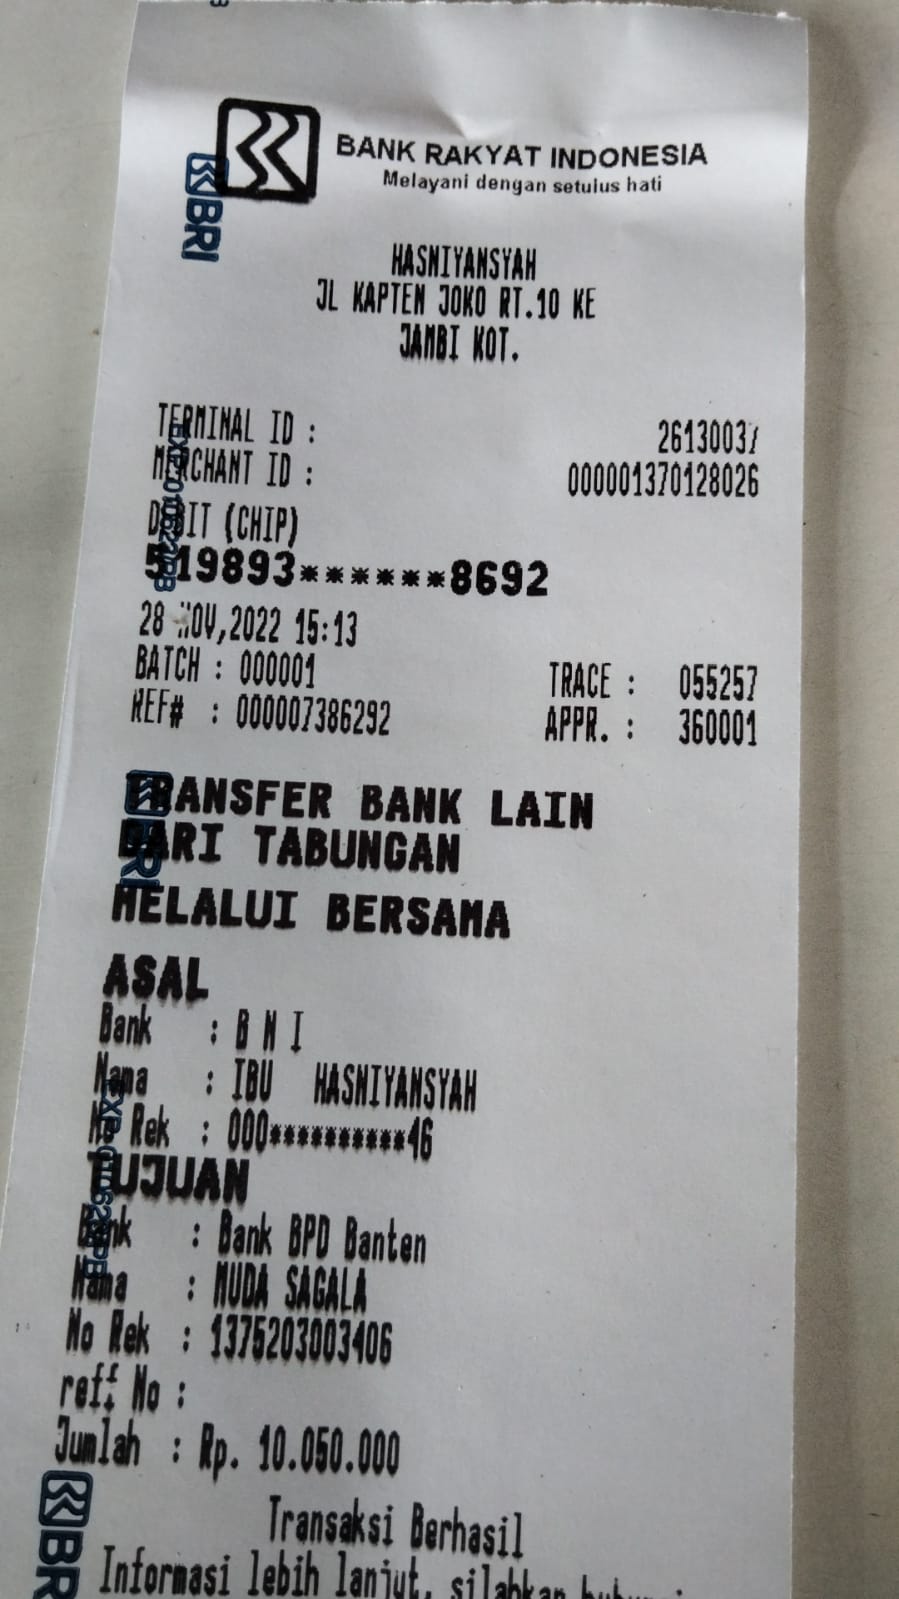 BANK RAKYAT INDONESIA
Melayani dengan setulus hati
BRI
HASNIYANSYAH
JL KAPTEN JOKO RT.10 KE
JAMBI KOT.
TERMINAL ID : 26130037
MERCHANT ID : 000001370128026
DEBIT (CHIP)
519893******8692
28 NOV,2022 15:13
BATCH : 000001 TRACE : 055257
REF# : 000007386292 APPR. : 360001
TRANSFER BANK LAIN
DARI TABUNGAN
MELALUI BERSAMA
BRI
ASAL
Bank : B N I
Nama : IBU HASNIYANSYAH
No Rek : 000**********46
TUJUAN
Bank : Bank BPD Banten
Nama : MUDA SAGALA
No Rek : 1375203003406
reff No :
Jumlah : Rp. 10.050.000
Transaksi Berhasil
BRI
Informasi lebih lanjut, silahkan